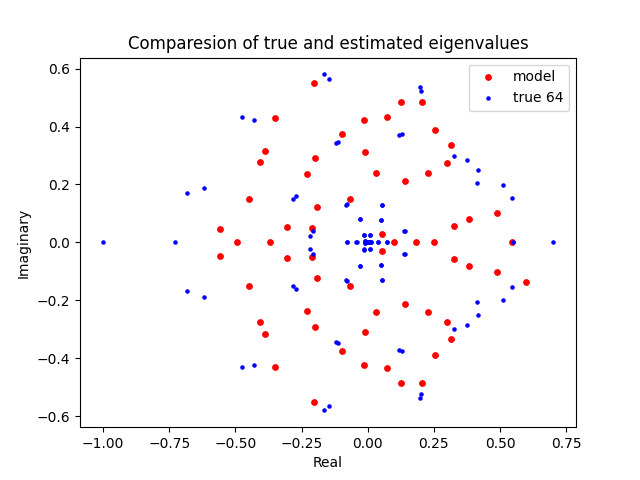 Comparesion of true and estimated eigenvalues
model
true 64
0.6
0.4
0.2
0.0
−0.2
−0.4
−0.6
Imaginary
−1.00 −0.75 −0.50 −0.25 0.00 0.25 0.50 0.75
Real